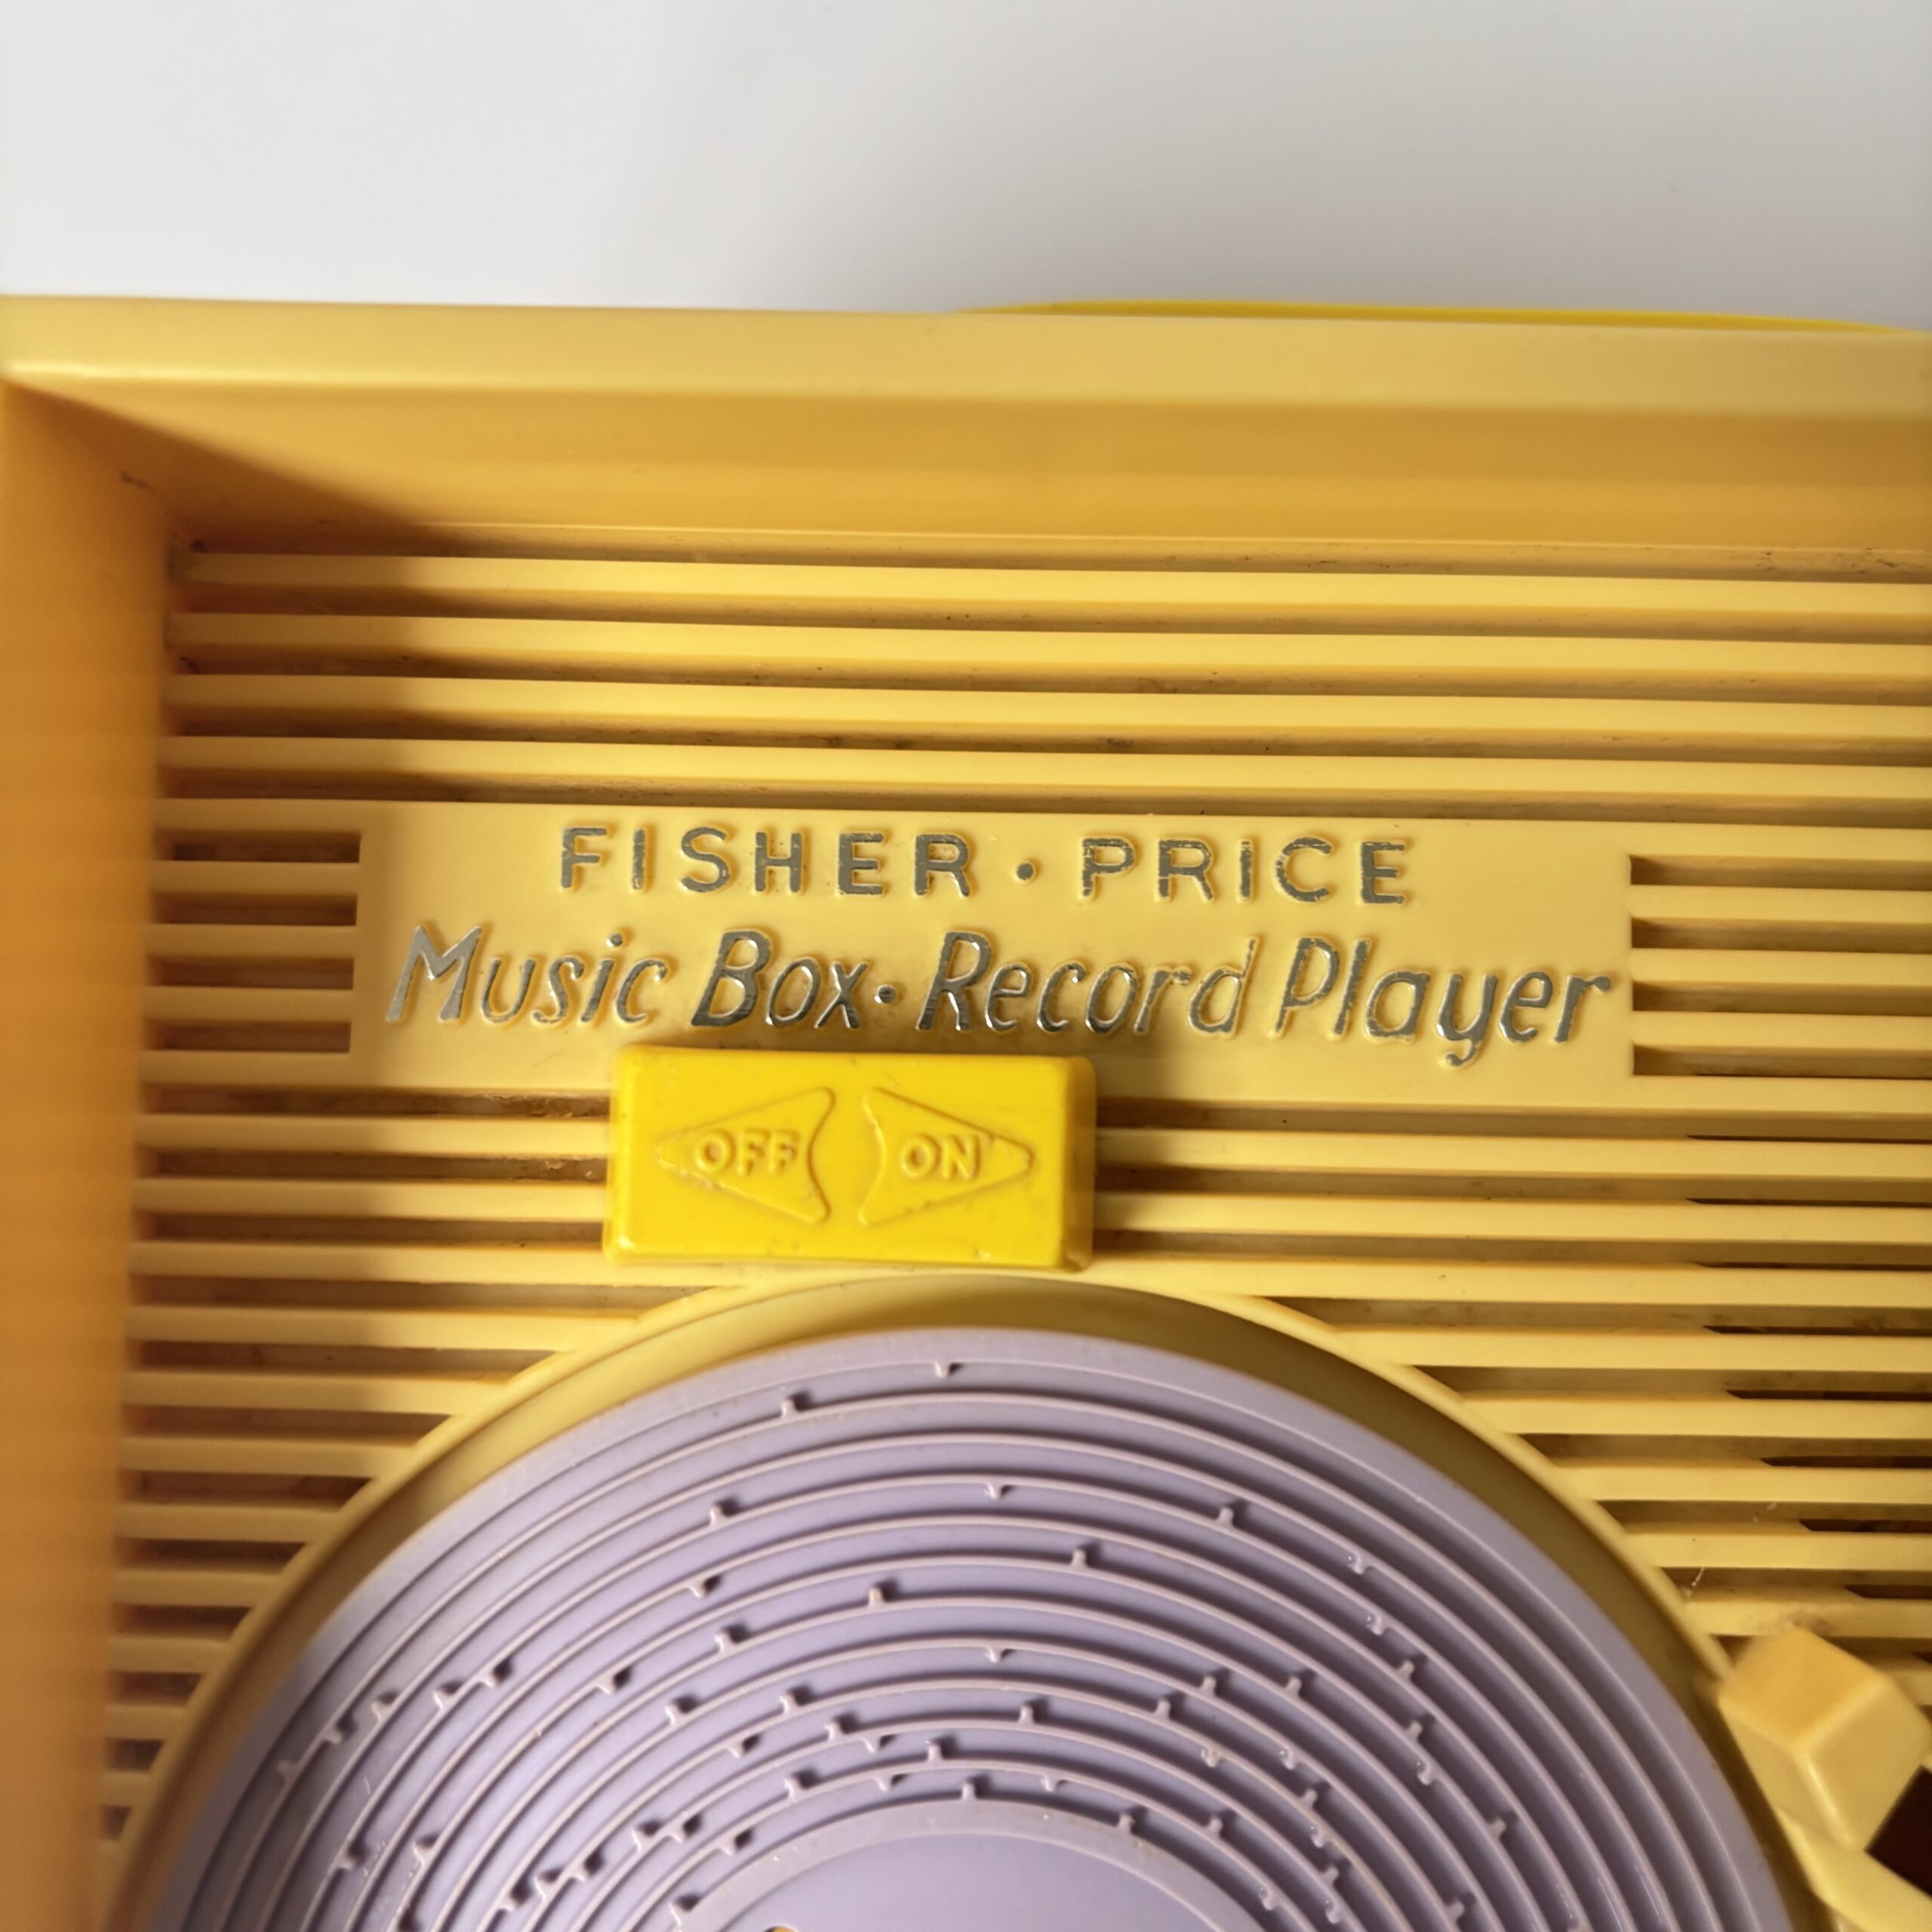 FISHER · PRICE
Music Box · Record Player
OFF ON